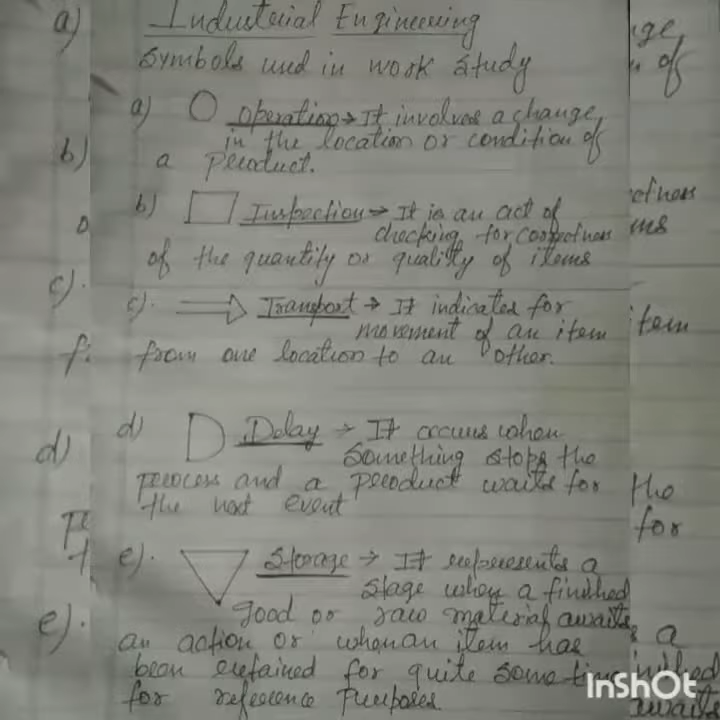 Industrial Engineering
Symbols used in work study
a) Operation → It involves a change
in the location or condition of
a product.
b) Inspection → It is an act of
checking for correctness
of the quantity or quality of items
c). Transport → It indicates for
movement of an item
from one location to an other.
d) Delay → It occurs when
something stops the
process and a product waits for
the next event
e). Storage → It represents a
stage when a finished
good or raw material awaits
an action or when an item has
been retained for quite some time
for reference purposes.
InShOt